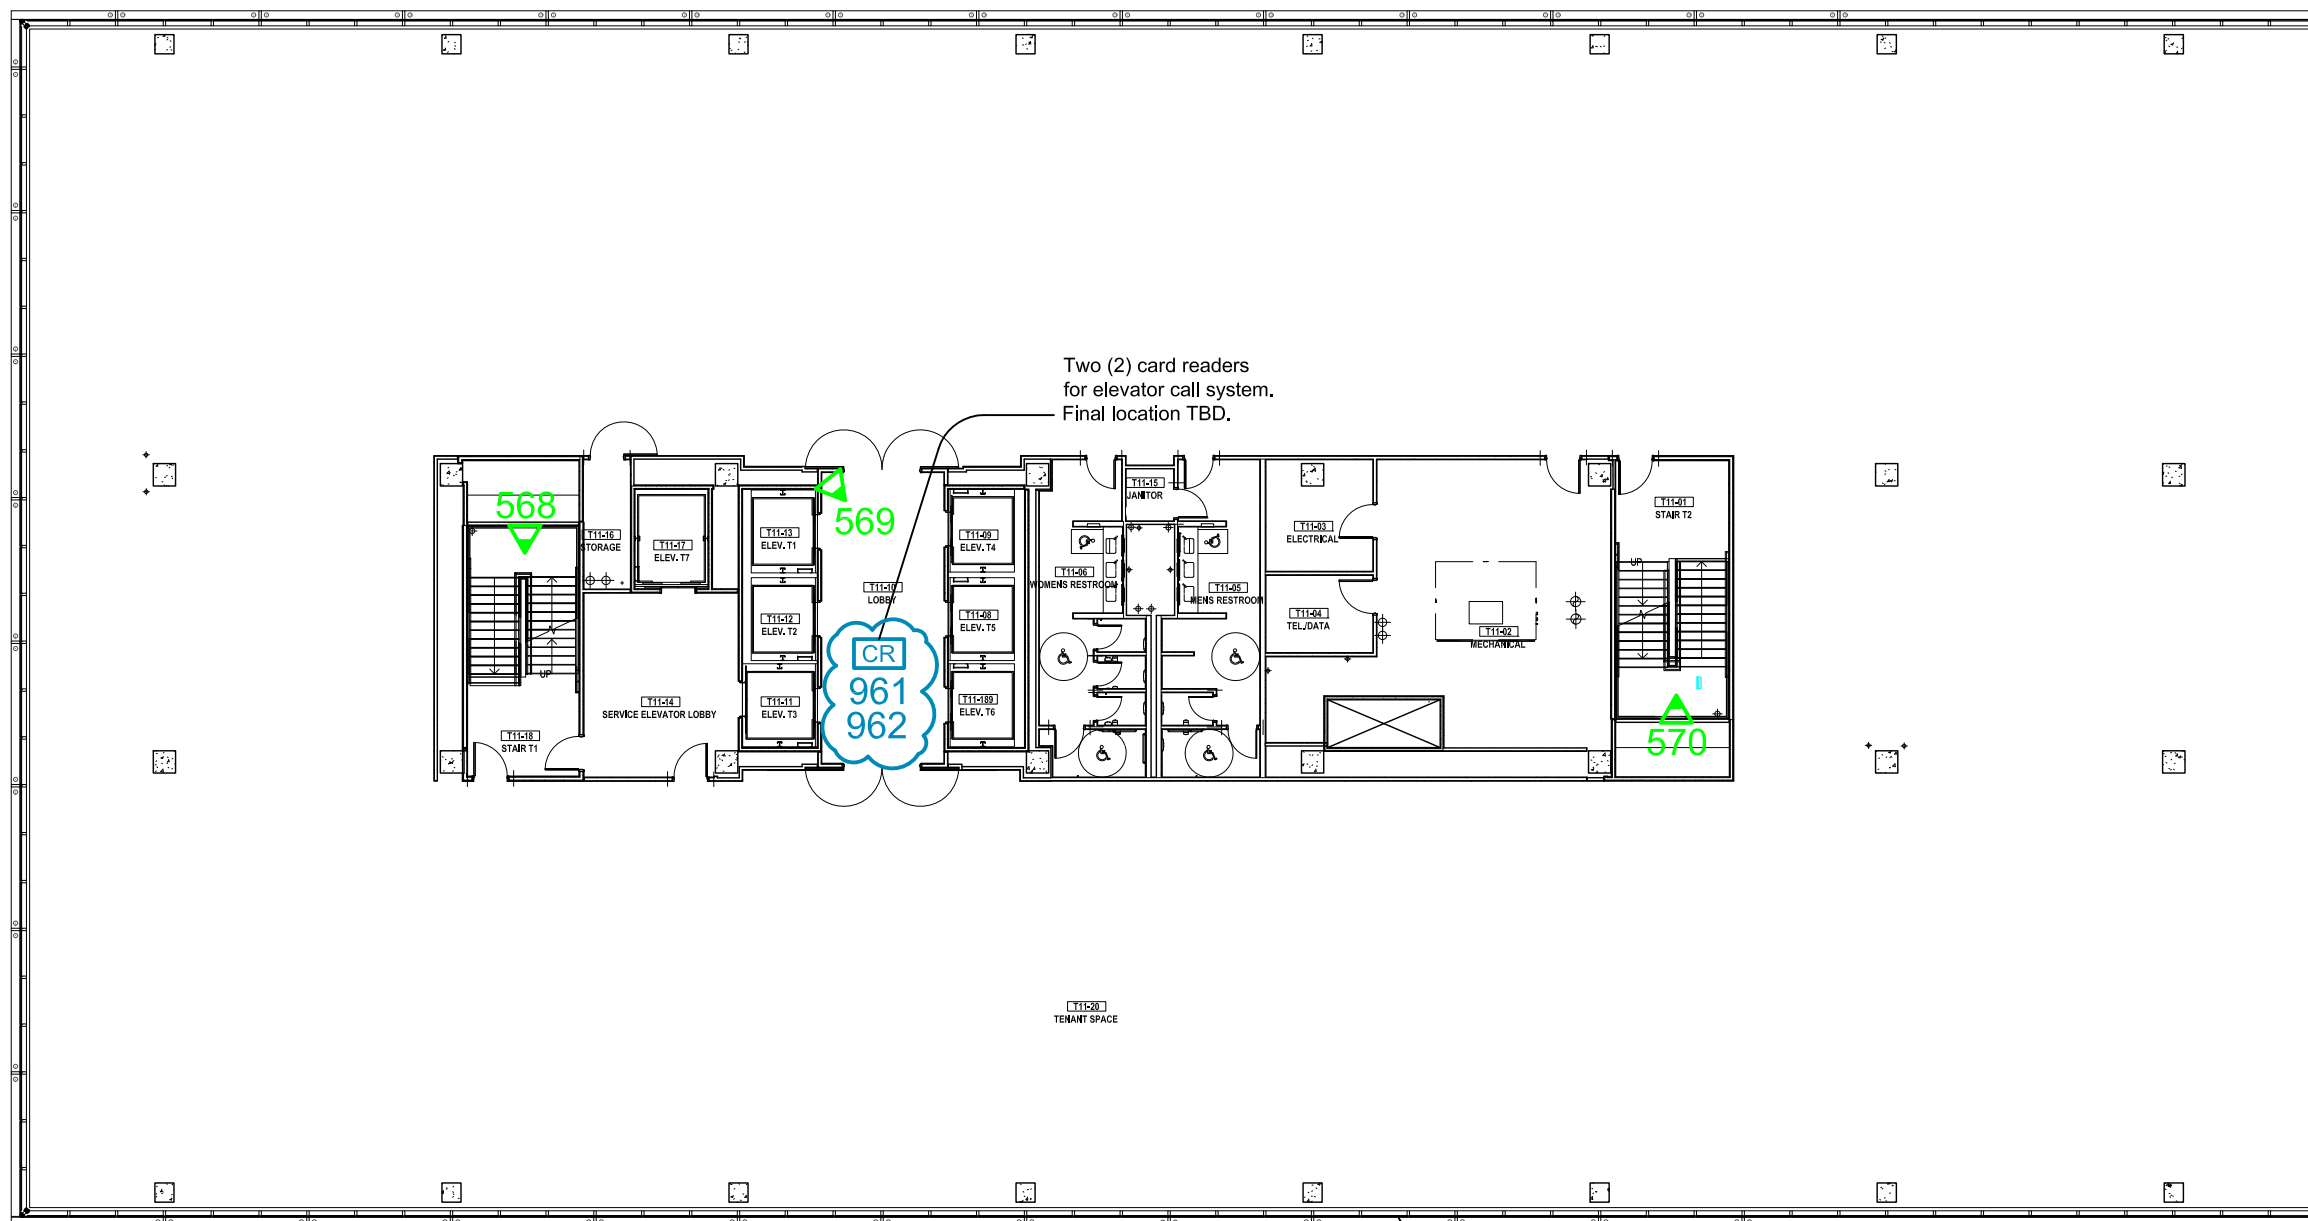 Two (2) card readers
for elevator call system.
Final location TBD.
568
569
T11-16
STORAGE
T11-17
ELEV. T7
T11-13
ELEV. T1
T11-09
ELEV. T4
T11-15
JANITOR
T11-03
ELECTRICAL
T11-01
STAIR T2
T11-10
LOBBY
T11-06
WOMENS RESTROOM
T11-05
MENS RESTROOM
UP
T11-12
ELEV. T2
T11-08
ELEV. T5
T11-04
TEL./DATA
T11-02
MECHANICAL
CR
961
962
UP
T11-14
SERVICE ELEVATOR LOBBY
T11-11
ELEV. T3
T11-189
ELEV. T6
T11-18
STAIR T1
570
T11-20
TENANT SPACE